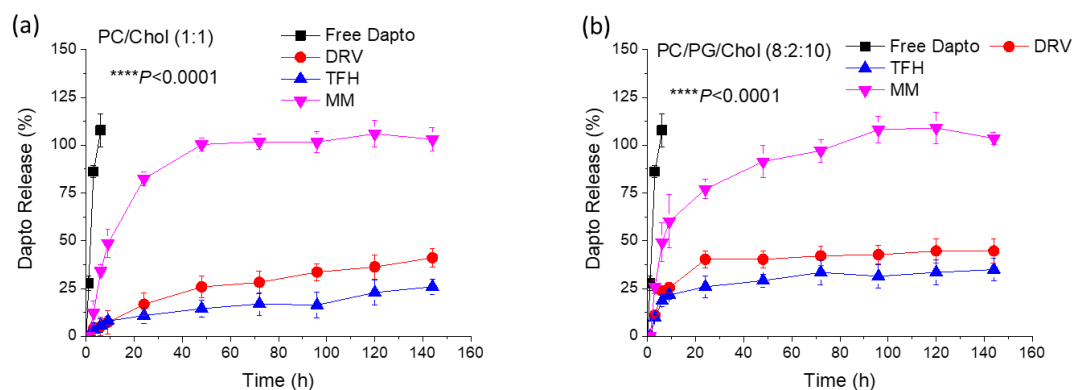 (a)
PC/Chol (1:1)
****P<0.0001
Free Dapto
DRV
TFH
MM
Dapto Release (%)
150
125
100
75
50
25
0
0 20 40 60 80 100 120 140 160
Time (h)
(b)
PC/PG/Chol (8:2:10)
****P<0.0001
Free Dapto DRV
TFH
MM
Dapto Release (%)
150
125
100
75
50
25
0
0 20 40 60 80 100 120 140 160
Time (h)